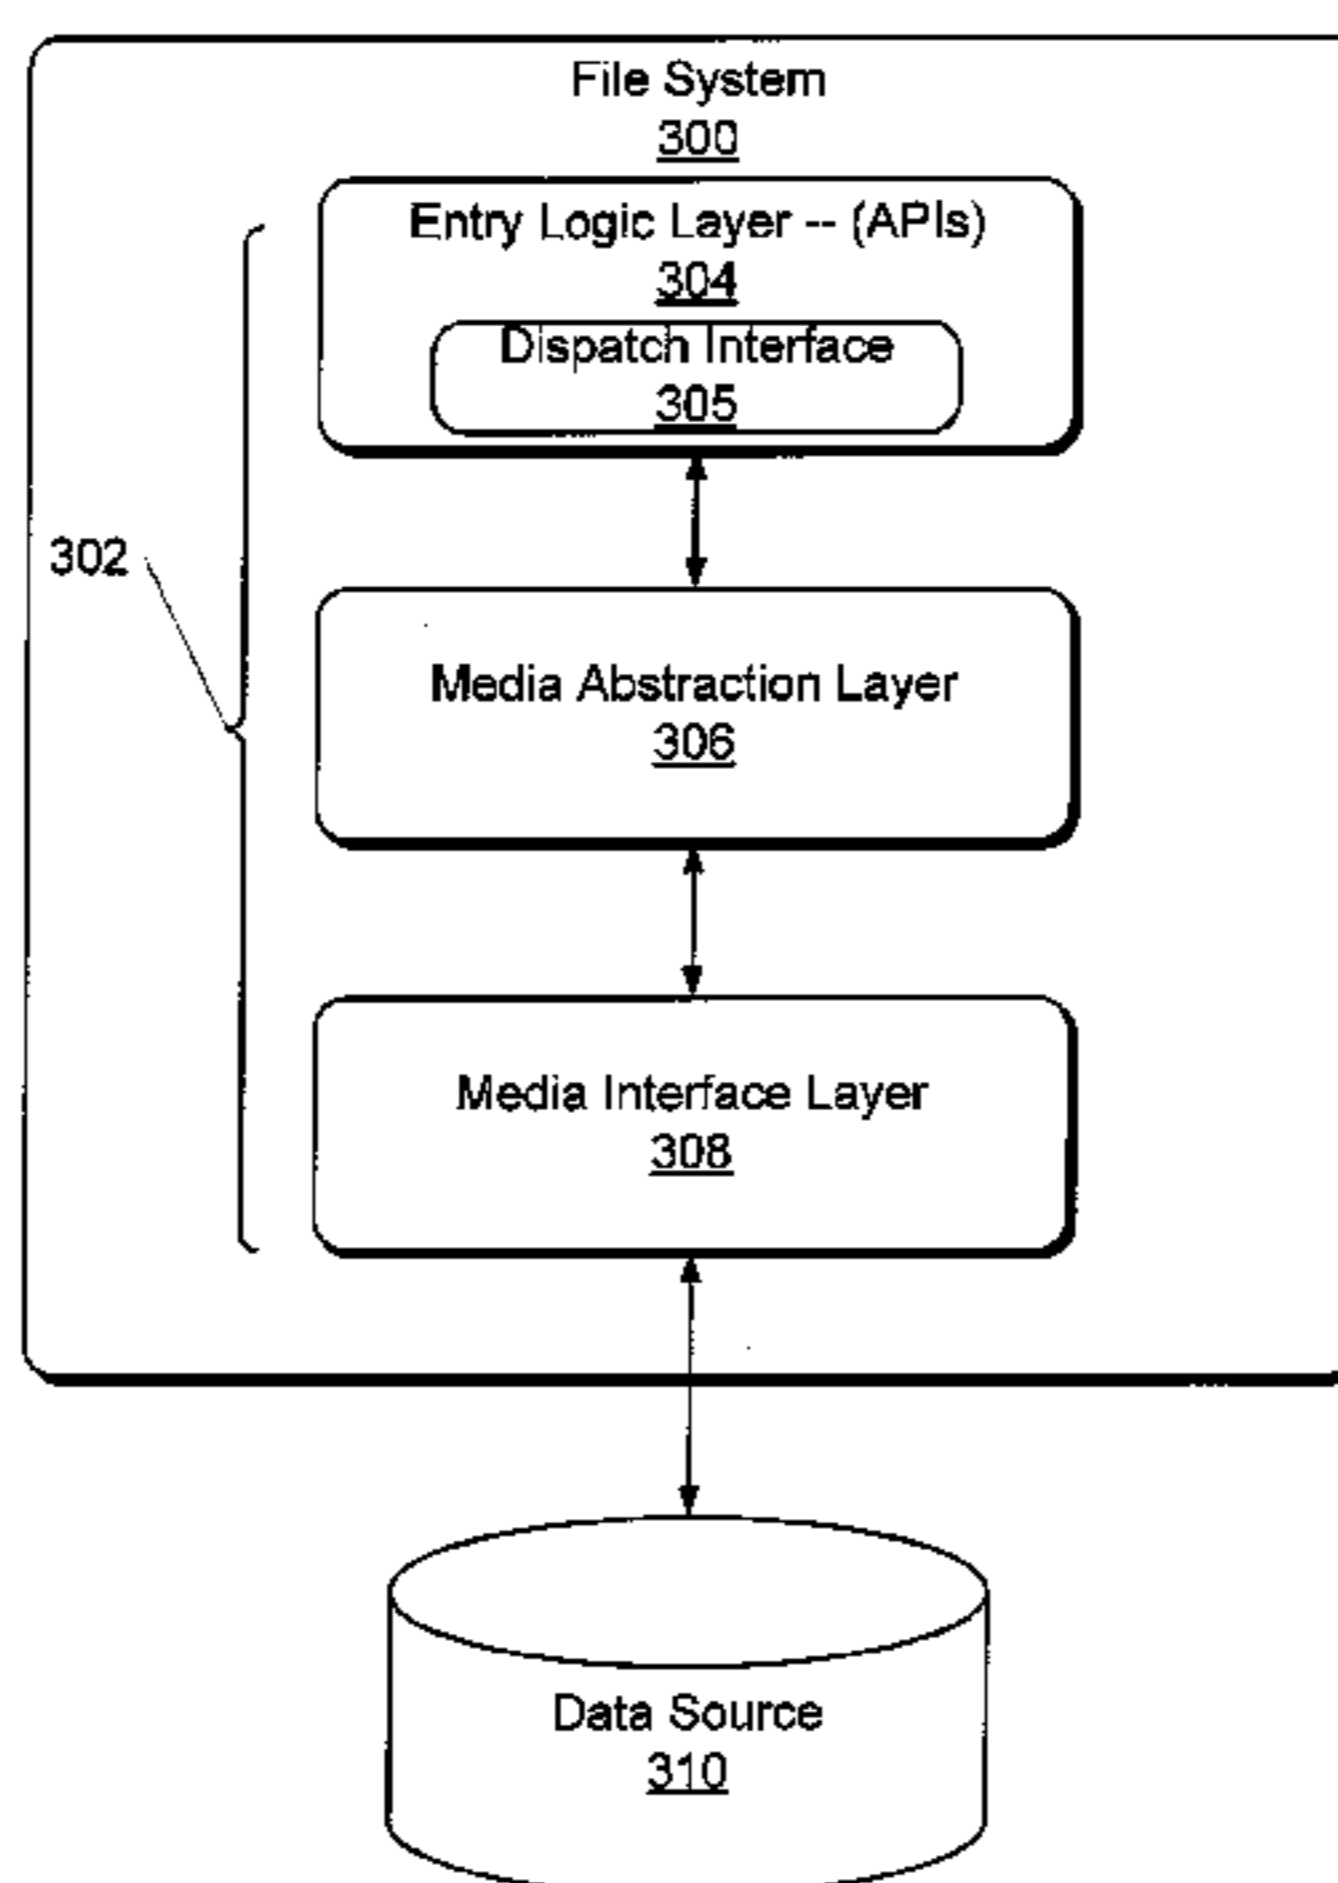 File System
300
Entry Logic Layer -- (APIs)
304
Dispatch Interface
305
302
Media Abstraction Layer
306
Media Interface Layer
308
Data Source
310